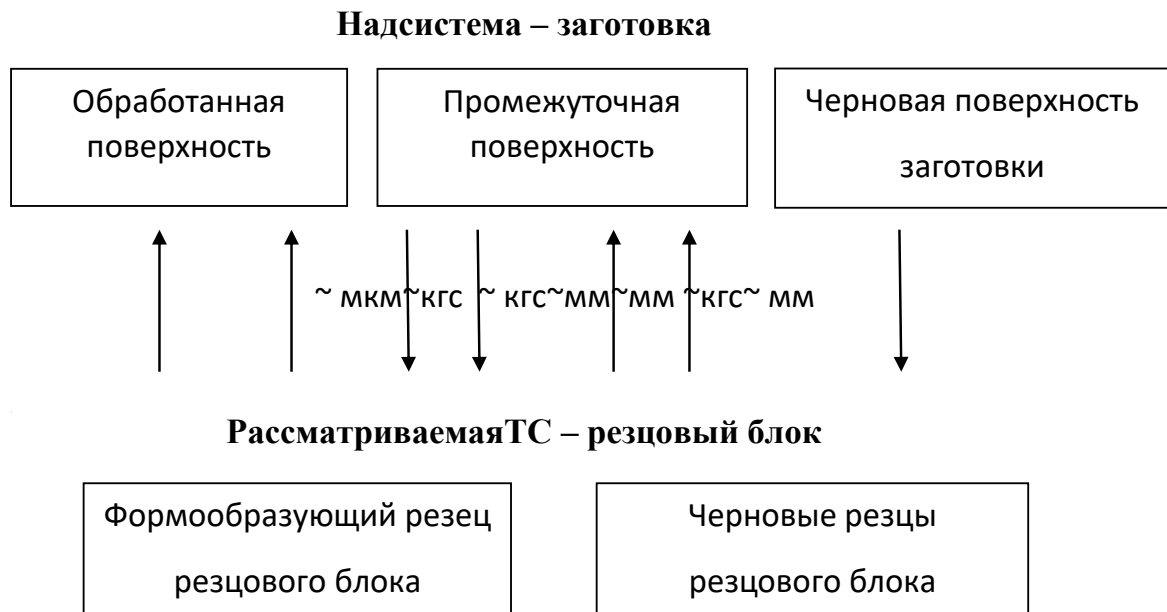 Надсистема – заготовка
Обработанная
поверхность
Промежуточная
поверхность
Черновая поверхность
заготовки
~ мкм~кгс ~ кгс~мм~мм ~кгс~ мм
РассматриваемаяТС – резцовый блок
Формообразующий резец
резцового блока
Черновые резцы
резцового блока